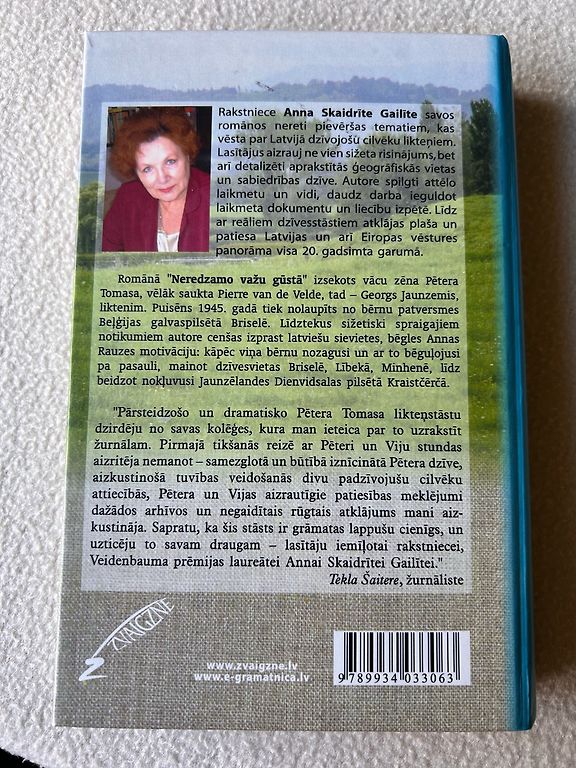 Rakstniece Anna Skaidrīte Gailīte savos
romānos nereti pievēršas tematiem, kas
vēsta par Latvijā dzīvojošu cilvēku likteņiem.
Lasītājus aizrauj ne vien sižeta risinājums, bet
arī detalizēti aprakstītās ģeogrāfiskās vietas
un sabiedrības dzīve. Autore spilgti attēlo
laikmetu un vidi, daudz darba ieguldot
laikmeta dokumentu un liecību izpētē. Līdz
ar reāliem dzīvesstāstiem atklājas plaša un
patiesa Latvijas un arī Eiropas vēstures
panorāma visa 20. gadsimta garumā.
Romānā "Neredzamo važu gūstā" izsekots vācu zēna Pētera
Tomasa, vēlāk saukta Pierre van de Velde, tad – Georgs Jaunzemis,
liktenim. Puisēns 1945. gadā tiek nolaupīts no bērnu patversmes
Beļģijas galvaspilsētā Briselē. Līdztekus sižetiski spraigajiem
notikumiem autore cenšas izprast latviešu sievietes, bēgles Annas
Rauzes motivāciju: kāpēc viņa bērnu nozagusi un ar to bēguļojusi
pa pasauli, mainot dzīvesvietas Briselē, Lībekā, Minhenē, līdz
beidzot nokļuvusi Jaunzēlandes Dienvidsalas pilsētā Kraistčērčā.
"Pārsteidzošo un dramatisko Pētera Tomasa likteņstāstu
dzirdēju no savas kolēģes, kura man ieteica par to uzrakstīt
žurnālam. Pirmajā tikšanās reizē ar Pēteri un Viju stundas
aizritēja nemanot – samezglotā un būtībā iznīcinātā Pētera dzīve,
aizkustinošā tuvības veidošanās divu padzīvojušu cilvēku
attiecībās, Pētera un Vijas aizrautīgie patiesības meklējumi
dažādos arhīvos un negaidītais rūgtais atklājums mani aiz-
kustināja. Sapratu, ka šis stāsts ir grāmatas lappušu cienīgs, un
uzticēju to savam draugam – lasītāju iemīļotai rakstniecei,
Veidenbauma prēmijas laureātei Annai Skaidrītei Gailītei."
Tekla Šaitere, žurnāliste
ZVAIGZNE
www.zvaigzne.lv
www.e-gramatnica.lv
9 789934 033063